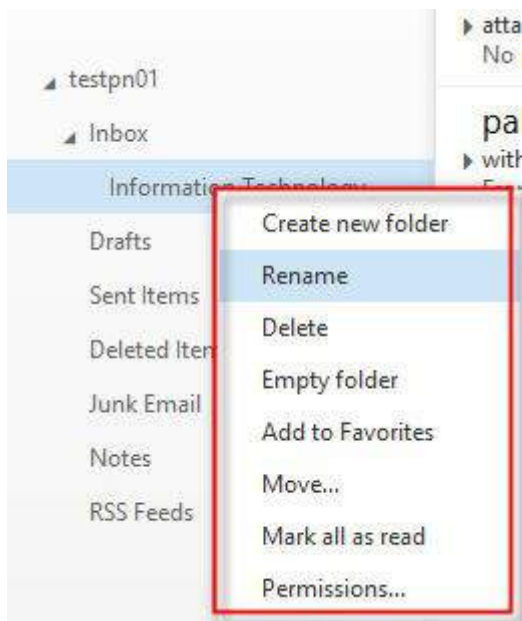 testpn01
Inbox
Information Technology
Drafts
Sent Items
Deleted
Junk Email
Notes
RSS Feeds
Create new folder
Rename
Delete
Empty folder
Add to Favorites
Move...
Mark all as read
Permissions...
No